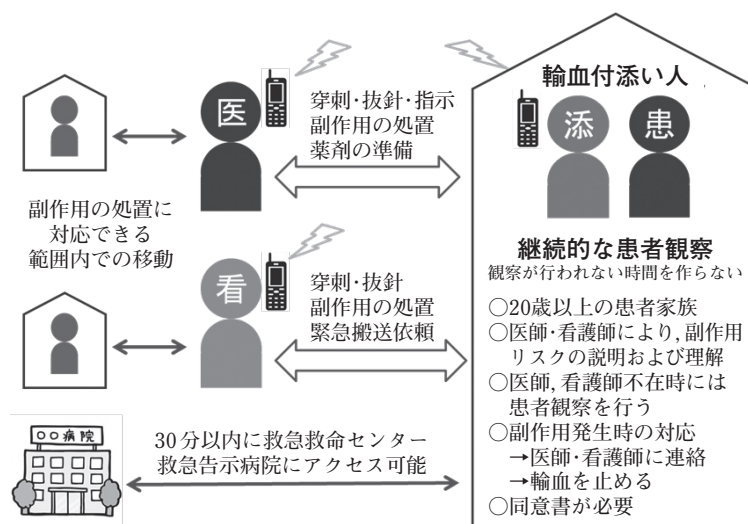 医
穿刺･抜針･指示
副作用の処置
薬剤の準備
副作用の処置に
対応できる
範囲内での移動
看
穿刺･抜針
副作用の処置
緊急搬送依頼
○○病院
30分以内に救急救命センター
救急告示病院にアクセス可能
輸血付添い人
添 患
継続的な患者観察
観察が行われない時間を作らない
○20歳以上の患者家族
○医師･看護師により,副作用
リスクの説明および理解
○医師,看護師不在時には
患者観察を行う
○副作用発生時の対応
→医師･看護師に連絡
→輸血を止める
○同意書が必要